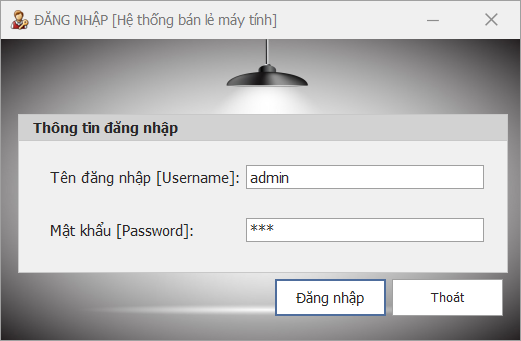 ĐĂNG NHẬP [Hệ thống bán lẻ máy tính]
Thông tin đăng nhập
Tên đăng nhập [Username]: admin
Mật khẩu [Password]: ***
Đăng nhập Thoát